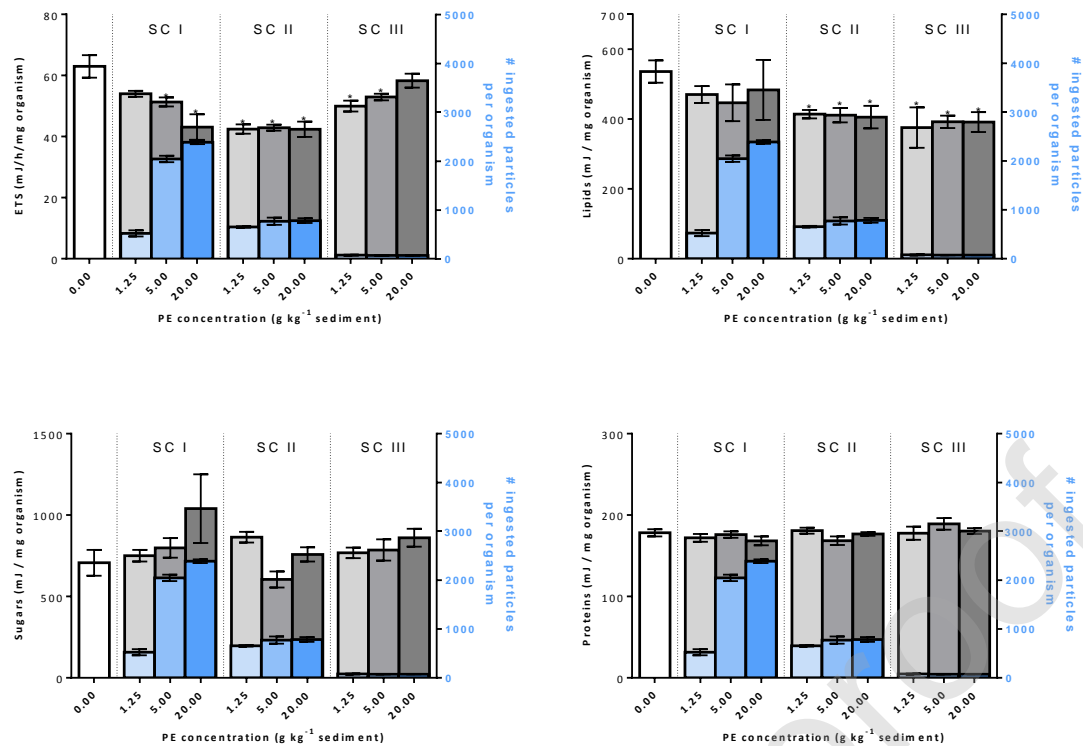 SC I SC II SC III
80
60
40
20
0
5000
4000
3000
2000
1000
0
ETS (mJ/h/mg organism)
# ingested particles
per organism
* * * * * * *
0.00 1.25 5.00 20.00 1.25 5.00 20.00 1.25 5.00 20.00
PE concentration (g kg⁻¹ sediment)
SC I SC II SC III
700
600
400
200
0
5000
4000
3000
2000
1000
0
Lipids (mJ / mg organism)
# ingested particles
per organism
* * * * * *
0.00 1.25 5.00 20.00 1.25 5.00 20.00 1.25 5.00 20.00
PE concentration (g kg⁻¹ sediment)
SC I SC II SC III
1500
1000
500
0
5000
4000
3000
2000
1000
0
Sugars (mJ / mg organism)
# ingested particles
per organism
0.00 1.25 5.00 20.00 1.25 5.00 20.00 1.25 5.00 20.00
PE concentration (g kg⁻¹ sediment)
SC I SC II SC III
300
200
100
0
5000
4000
3000
2000
1000
0
Proteins (mJ / mg organism)
# ingested particles
per organism
0.00 1.25 5.00 20.00 1.25 5.00 20.00 1.25 5.00 20.00
PE concentration (g kg⁻¹ sediment)
roof